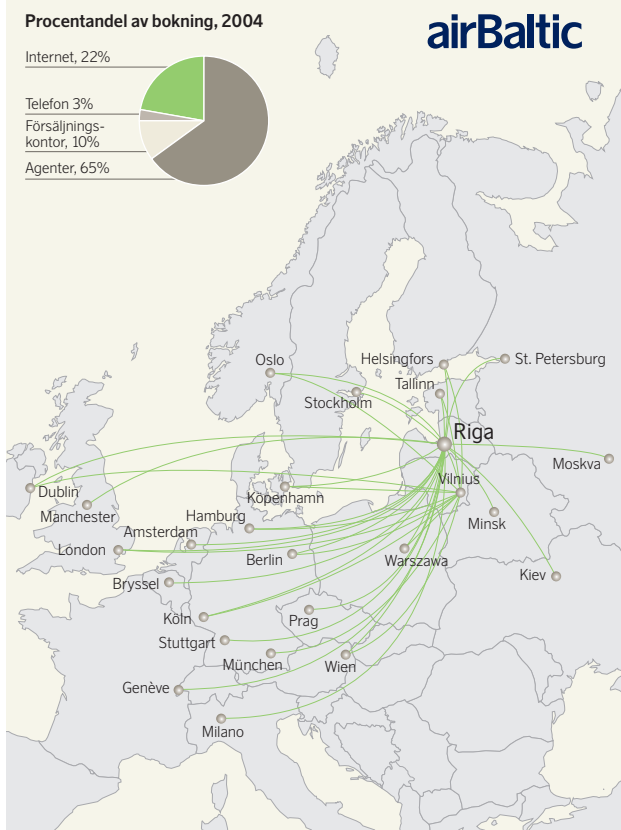 Procentandel av bokning, 2004
airBaltic
Internet, 22%
Telefon 3%
Försäljnings-
kontor, 10%
Agenter, 65%
Oslo
Helsingfors
St. Petersburg
Tallinn
Stockholm
Riga
Moskva
Vilnius
Dublin
Köpenhamn
Manchester
Minsk
Hamburg
Amsterdam
London
Berlin
Warszawa
Bryssel
Kiev
Köln
Prag
Stuttgart
München
Wien
Genève
Milano